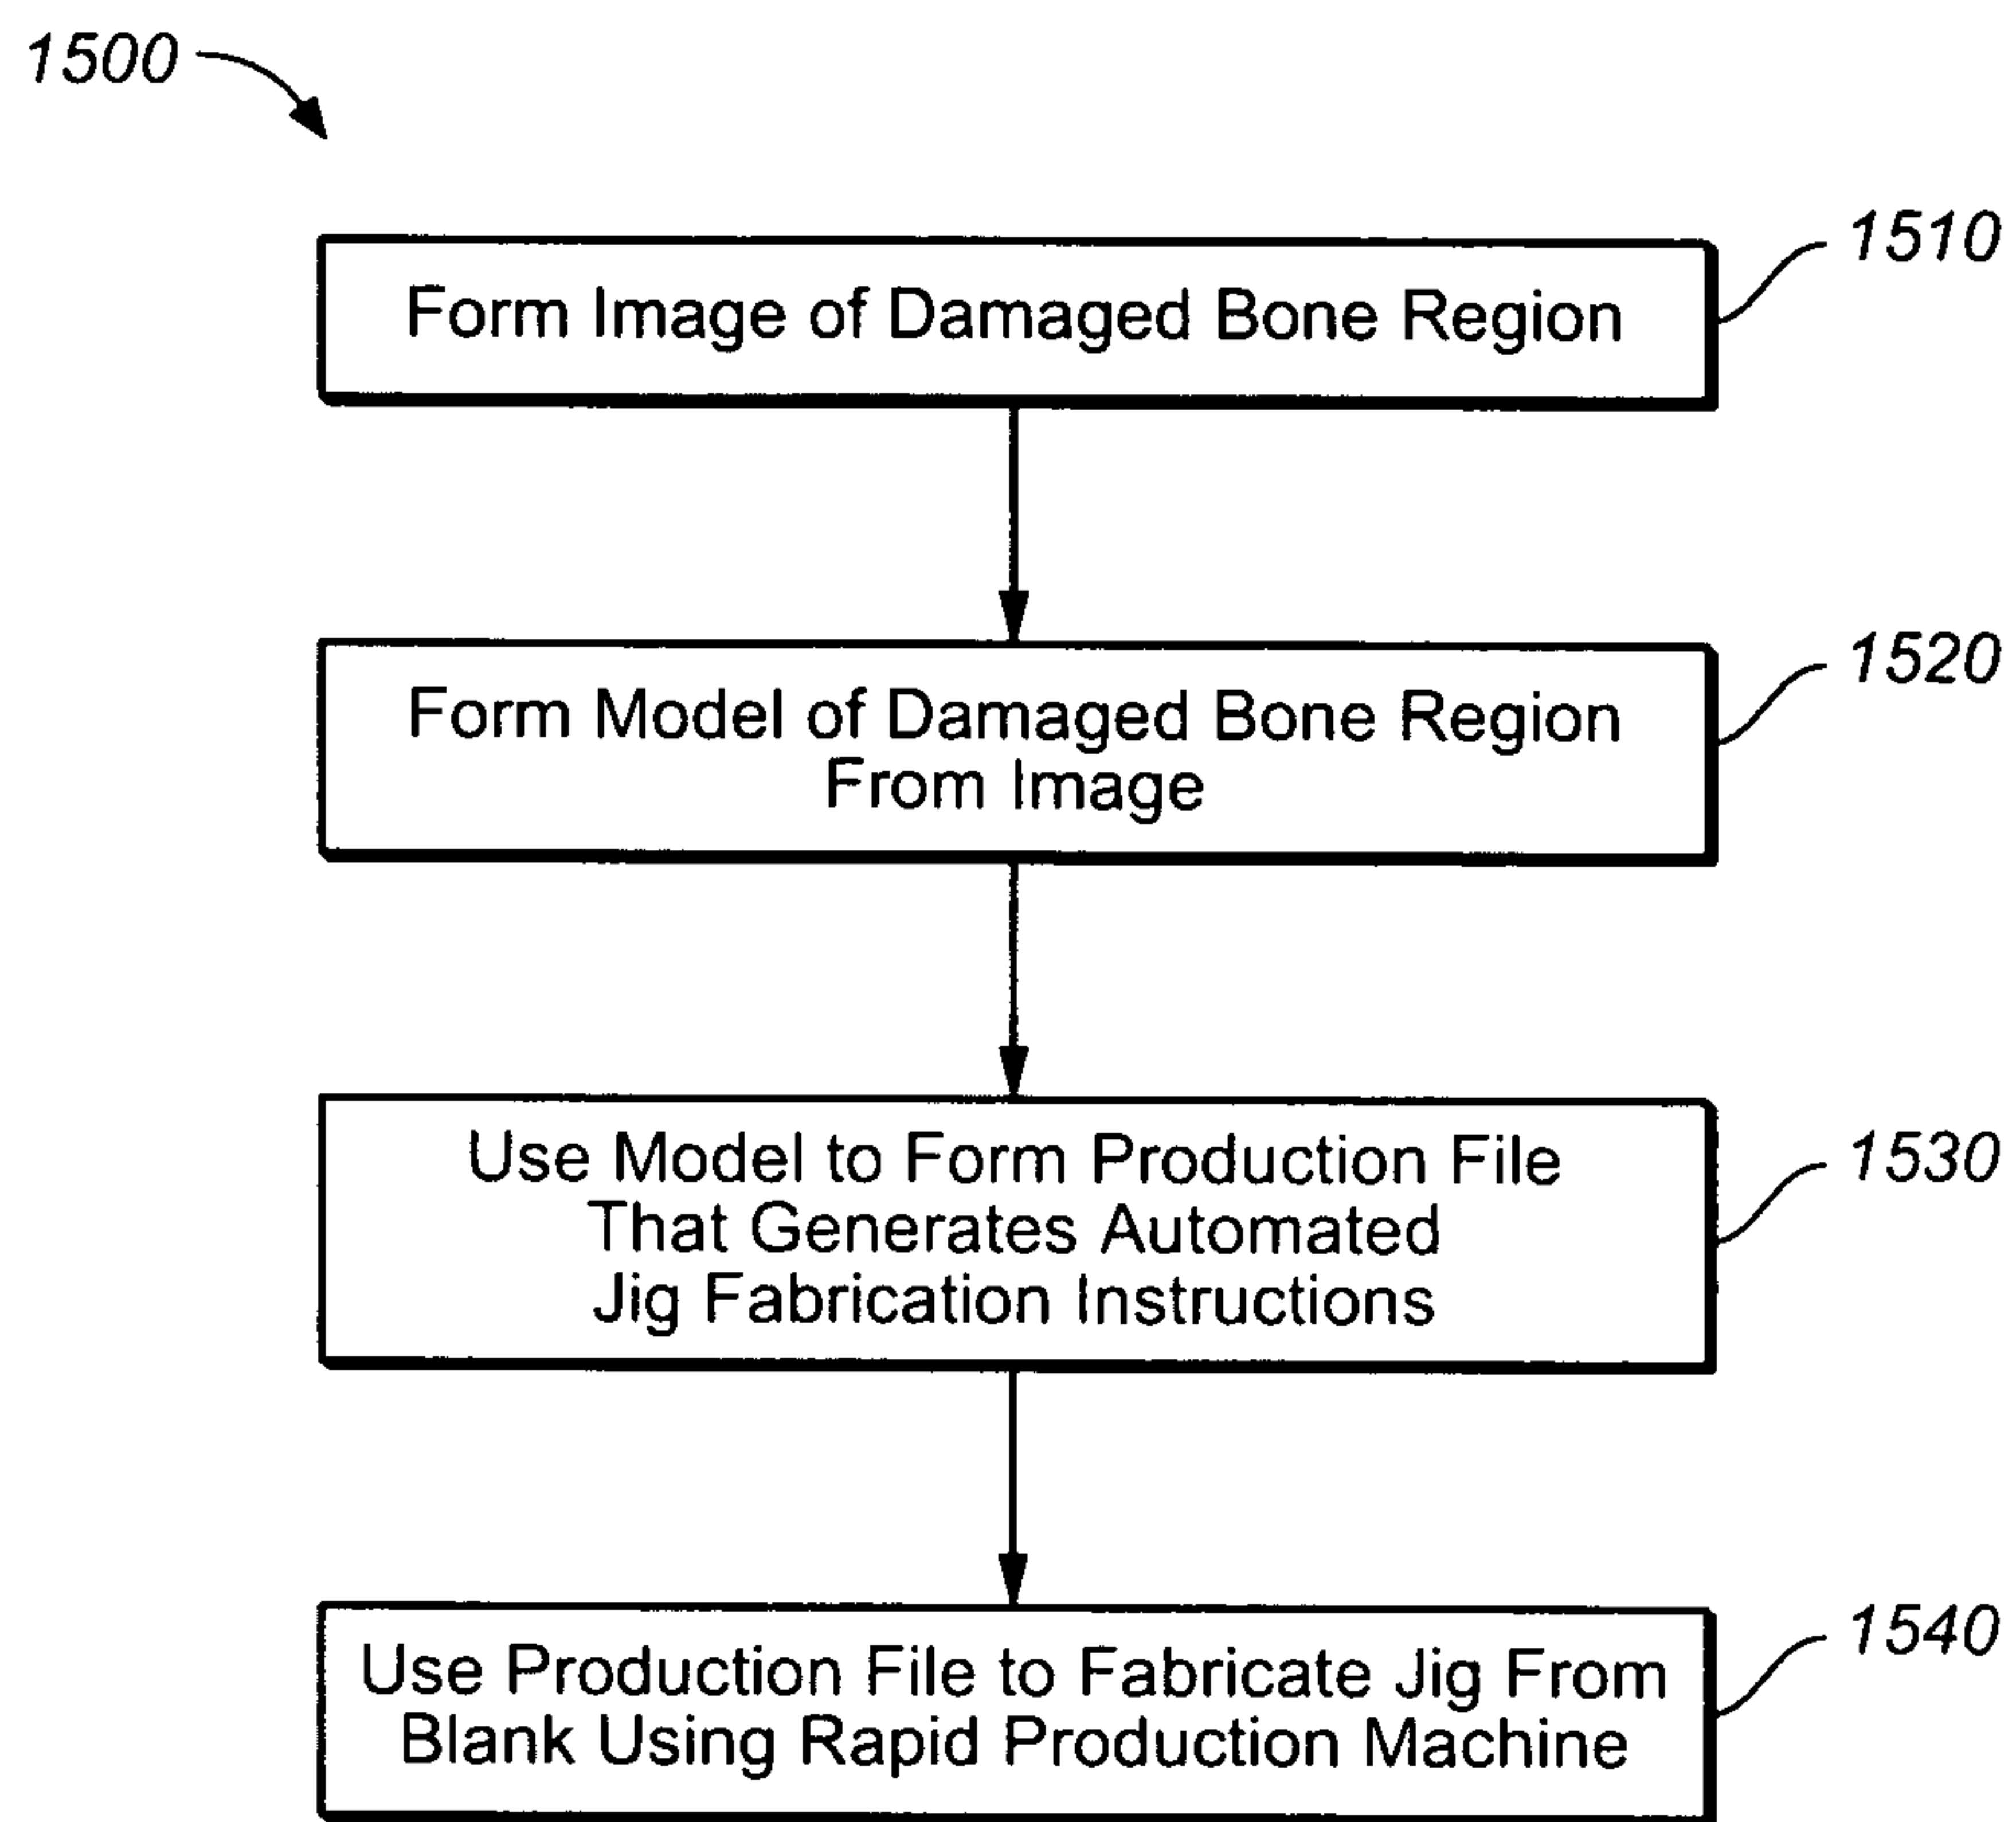 1500
1510
Form Image of Damaged Bone Region
1520
Form Model of Damaged Bone Region
From Image
1530
Use Model to Form Production File
That Generates Automated
Jig Fabrication Instructions
1540
Use Production File to Fabricate Jig From
Blank Using Rapid Production Machine